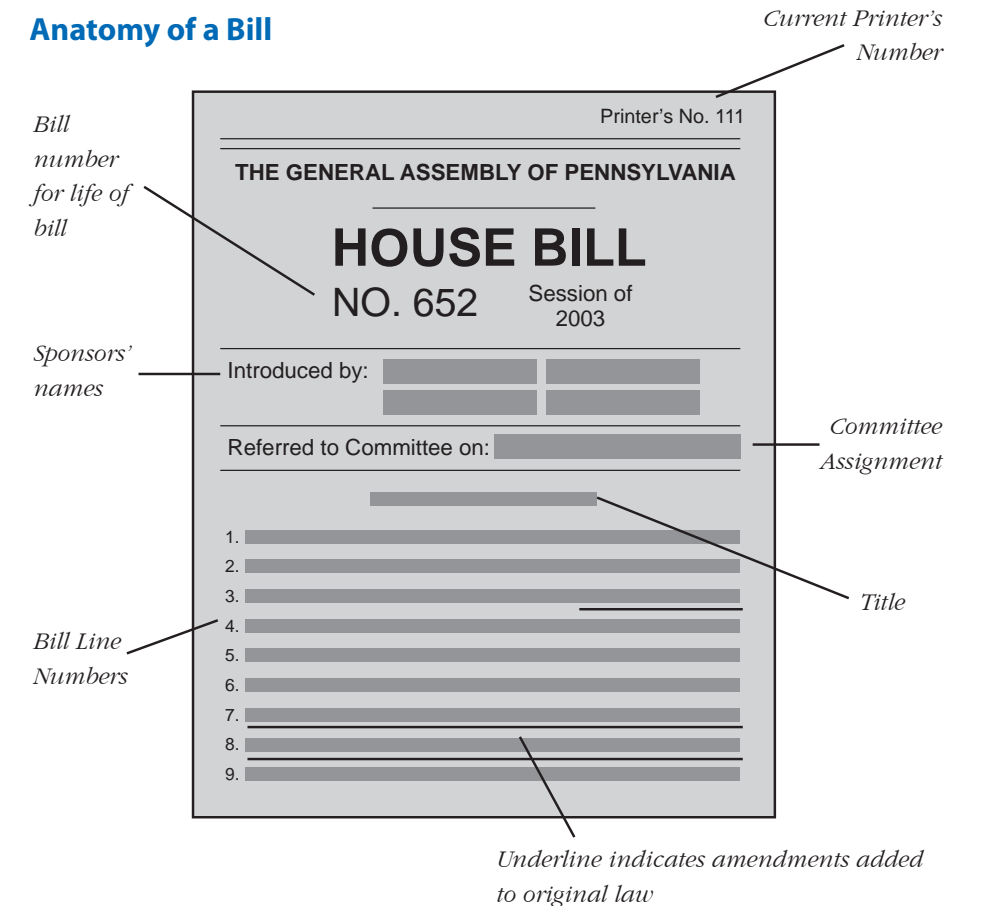 Anatomy of a Bill
Current Printer's
Number
Printer's No. 111
Bill
number
for life of
bill
THE GENERAL ASSEMBLY OF PENNSYLVANIA
HOUSE BILL
NO. 652
Session of
2003
Sponsors'
names
Introduced by:
Referred to Committee on:
Committee
Assignment
Title
1.
2.
3.
4.
5.
6.
7.
8.
9.
Bill Line
Numbers
Underline indicates amendments added
to original law